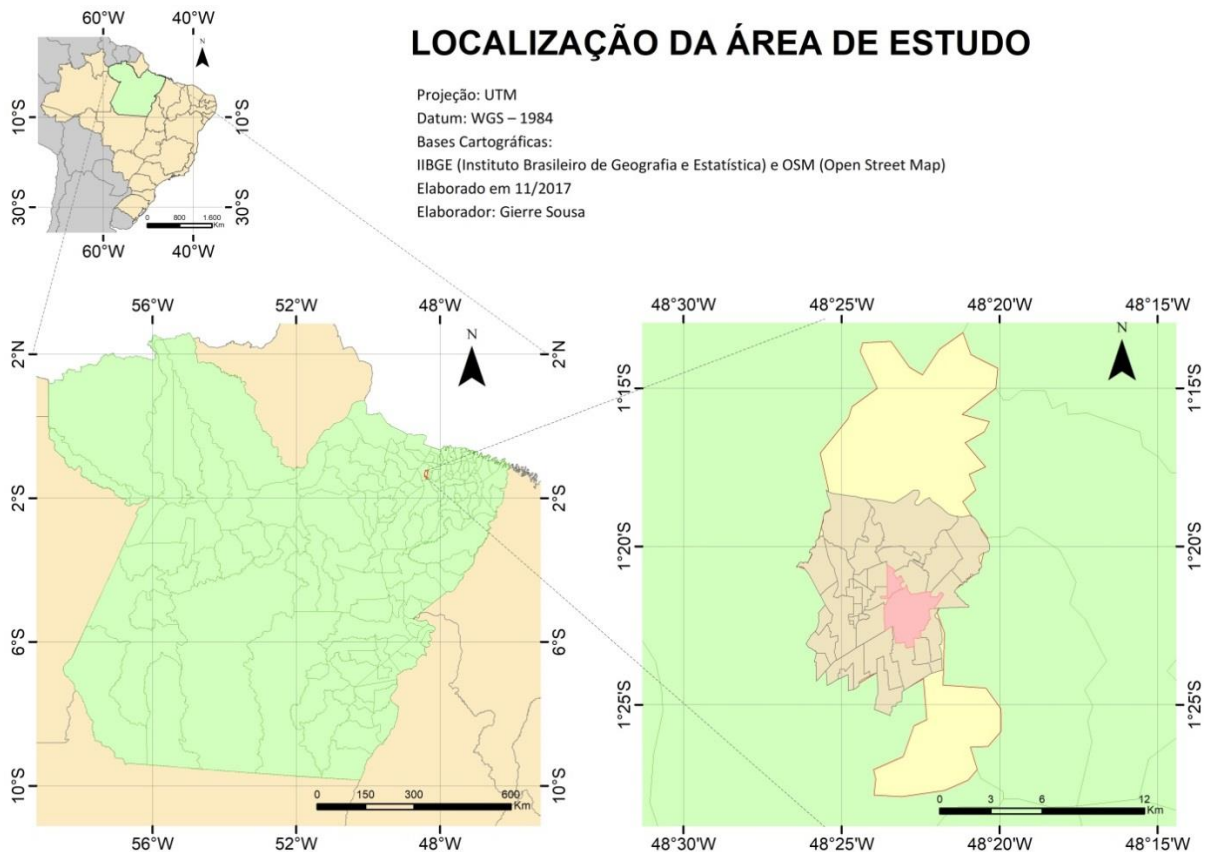 60°W 40°W
N
10°S 10°S
30°S 30°S
0 800 1.600
Km
60°W 40°W
LOCALIZAÇÃO DA ÁREA DE ESTUDO
Projeção: UTM
Datum: WGS – 1984
Bases Cartográficas:
IIBGE (Instituto Brasileiro de Geografia e Estatística) e OSM (Open Street Map)
Elaborado em 11/2017
Elaborador: Gierre Sousa
56°W 52°W 48°W
N
2°N 2°N
2°S 2°S
6°S 6°S
10°S 10°S
0 150 300 600
Km
56°W 52°W 48°W
48°30'W 48°25'W 48°20'W 48°15'W
N
1°15'S 1°15'S
1°20'S 1°20'S
1°25'S 1°25'S
0 3 6 12
Km
48°30'W 48°25'W 48°20'W 48°15'W